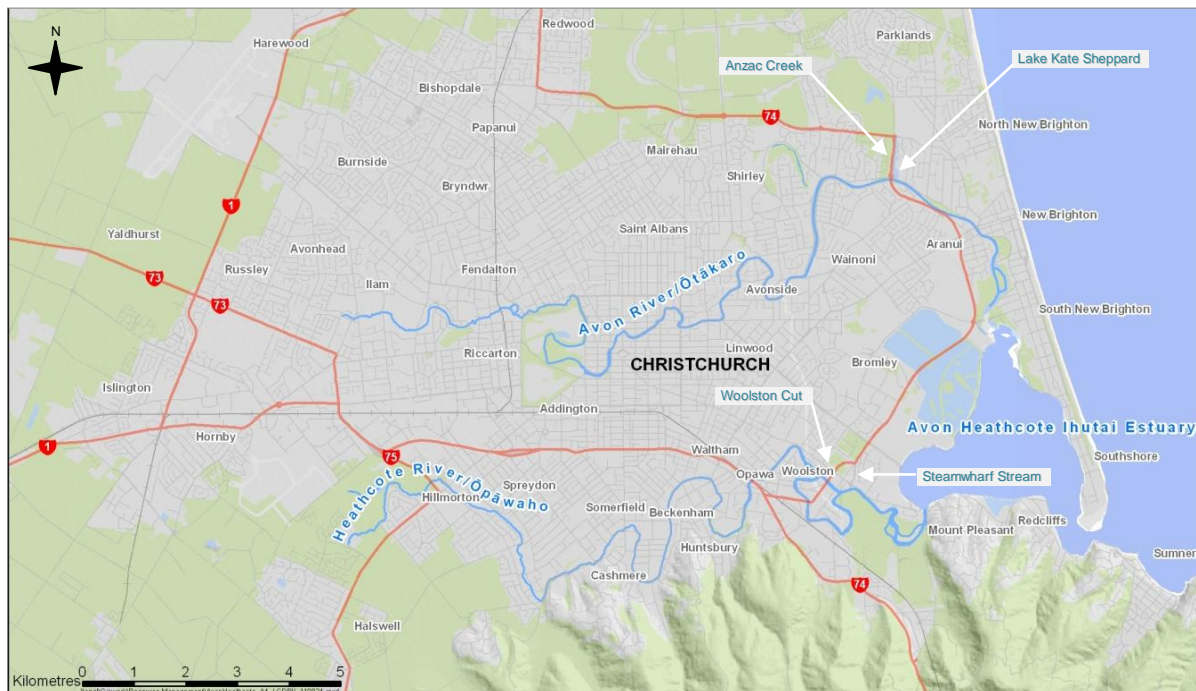 Redwood
Harewood
N
Parklands
Anzac Creek
Lake Kate Sheppard
Bishopdale
Papanui
74
North New Brighton
Burnside
Mairehau
Bryndwr
Shirley
1
Yaldhurst
Avonhead
Saint Albans
New Brighton
Russley
73
Fendalton
Wainoni
Aranui
Ilam
73
Avon River/Ōtākaro
Avonside
South New Brighton
Riccarton
CHRISTCHURCH
Linwood
Bromley
Islington
Woolston Cut
Addington
Avon Heathcote Ihutai Estuary
Hornby
1
75
Waltham
Southshore
Heathcote River/Ōpāwaho
Hillmorton
Spreydon
Opawa
Woolston
Steamwharf Stream
Somerfield
Beckenham
Mount Pleasant
Redcliffs
Huntsbury
Sumner
Cashmere
74
Halswell
Kilometres
0 1 2 3 4 5